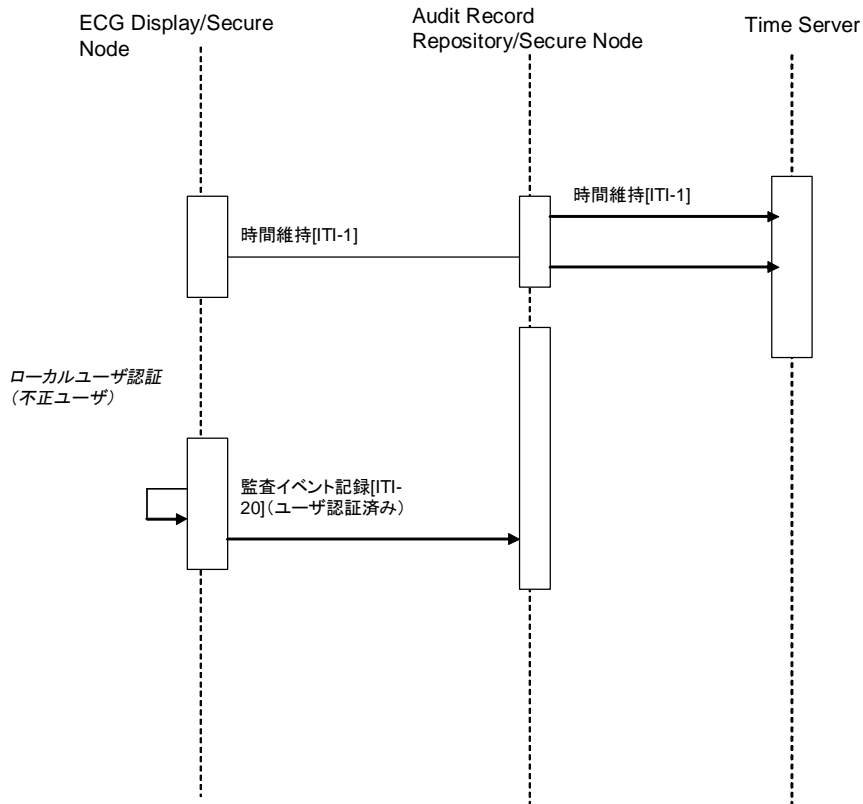 ECG Display/Secure
Node
Audit Record
Repository/Secure Node
Time Server
時間維持[ITI-1]
時間維持[ITI-1]
ローカルユーザ認証
(不正ユーザ)
監査イベント記録[ITI-
20](ユーザ認証済み)